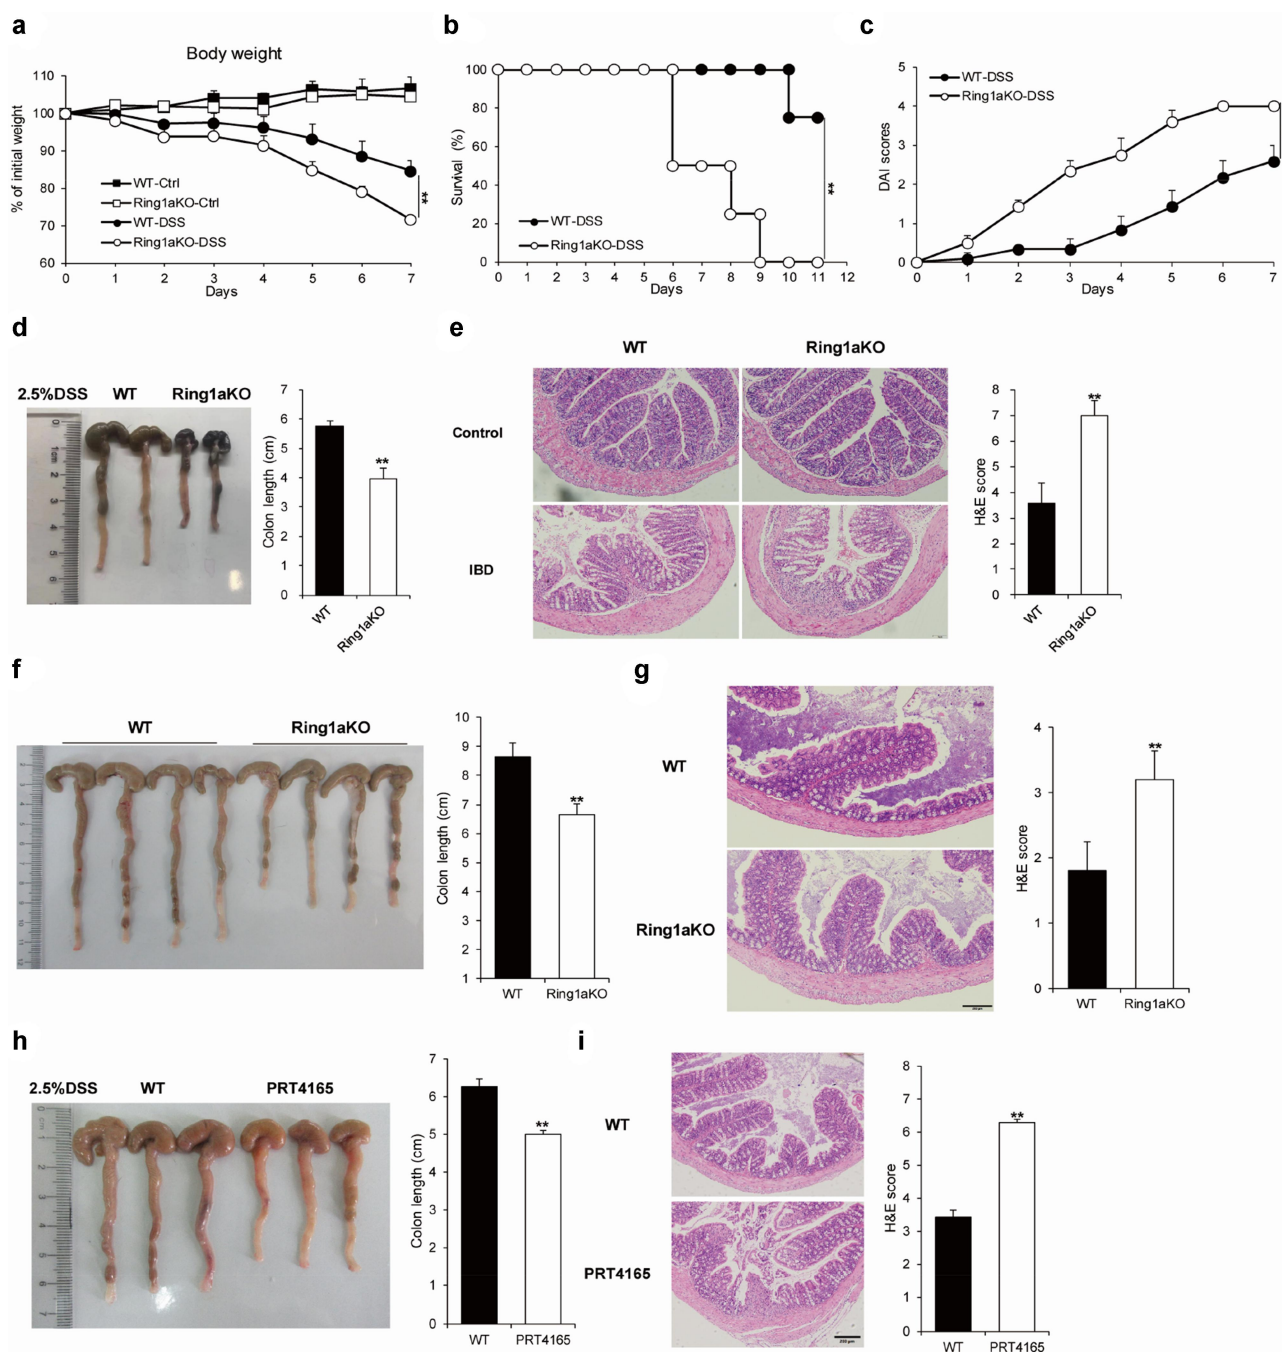 a
Body weight
% of initial weight
110
100
90
80
70
60
WT-Ctrl
Ring1aKO-Ctrl
WT-DSS
Ring1aKO-DSS
**
0 1 2 3 4 5 6 7
Days
b
Survival (%)
100
80
60
40
20
0
WT-DSS
Ring1aKO-DSS
**
0 1 2 3 4 5 6 7 8 9 10 11 12
Days
c
DAI scores
5
4
3
2
1
0
WT-DSS
Ring1aKO-DSS
0 1 2 3 4 5 6 7
Days
d
2.5%DSS WT Ring1aKO
Colon length (cm)
7
6
5
4
3
2
1
0
**
WT
Ring1aKO
e
WT Ring1aKO
Control
IBD
H&E score
8
7
6
5
4
3
2
1
0
**
WT
Ring1aKO
f
WT Ring1aKO
Colon length (cm)
10
9
8
7
6
5
4
3
2
1
**
WT Ring1aKO
g
WT
Ring1aKO
H&E score
4
3
2
1
0
**
WT Ring1aKO
h
2.5%DSS WT PRT4165
Colon length (cm)
7
6
5
4
3
2
1
0
**
WT PRT4165
i
WT
PRT4165
H&E score
8
7
6
5
4
3
2
1
0
**
WT PRT4165